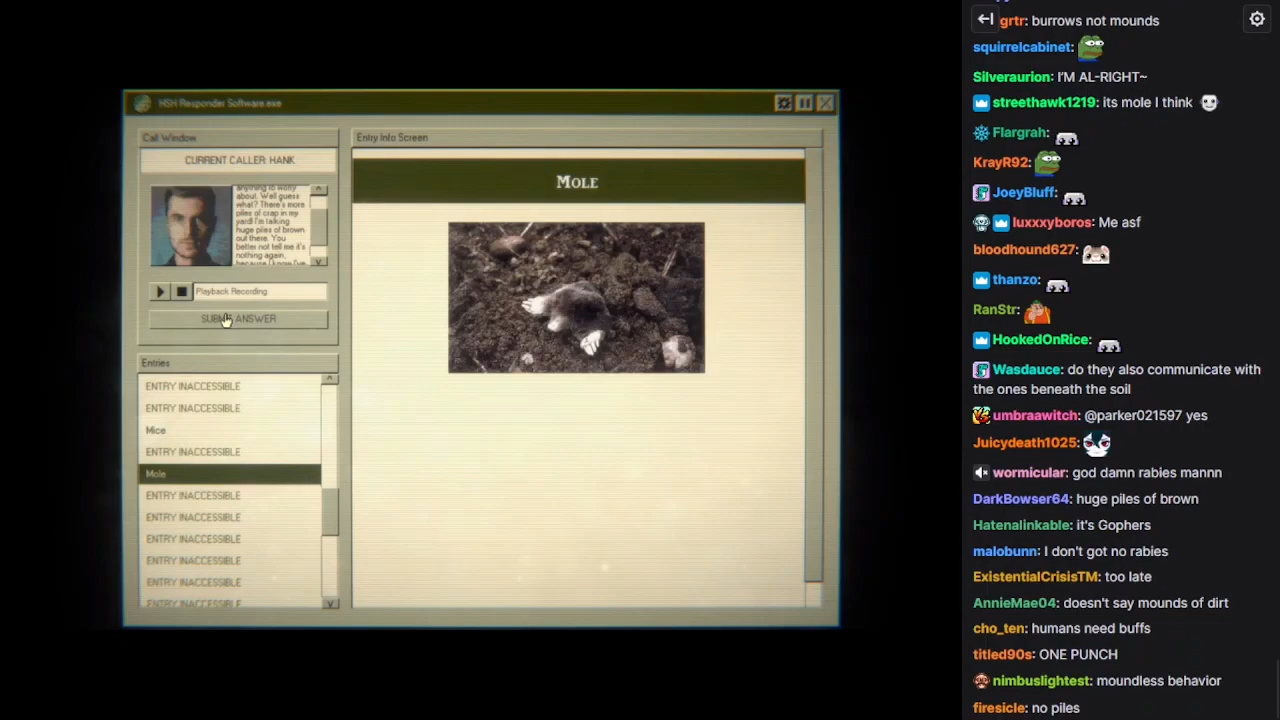 HSH Responder Software.exe
Call Window
CURRENT CALLER: HANK
anything to worry
about. Well guess
what? There's more
piles of crap in my
yard! I'm talking
huge piles of brown
out there. You
better not tell me it's
nothing again,
because I know I've
Playback Recording
SUBMIT ANSWER
Entries
ENTRY INACCESSIBLE
ENTRY INACCESSIBLE
Mice
ENTRY INACCESSIBLE
Mole
ENTRY INACCESSIBLE
ENTRY INACCESSIBLE
ENTRY INACCESSIBLE
ENTRY INACCESSIBLE
ENTRY INACCESSIBLE
ENTRY INACCESSIBLE
Entry Info Screen
MOLE
grtr: burrows not mounds
squirrelcabinet:
Silveraurion: I'M AL-RIGHT~
streethawk1219: its mole I think
Flargrah:
KrayR92:
JoeyBluff:
luxxxyboros: Me asf
bloodhound627:
thanzo:
RanStr:
HookedOnRice:
Wasdauce: do they also communicate with
the ones beneath the soil
umbraawitch: @parker021597 yes
Juicydeath1025:
wormicular: god damn rabies mannn
DarkBowser64: huge piles of brown
Hatenalinkable: it's Gophers
malobunn: I don't got no rabies
ExistentialCrisisTM: too late
AnnieMae04: doesn't say mounds of dirt
cho_ten: humans need buffs
titled90s: ONE PUNCH
nimbuslightest: moundless behavior
firesicle: no piles